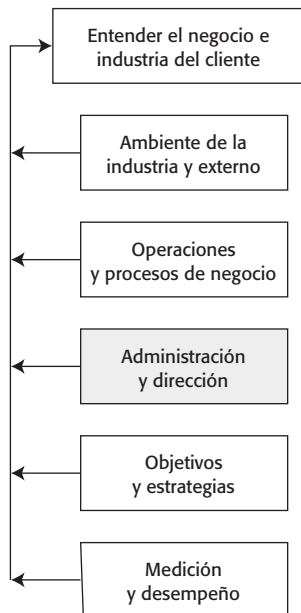 Entender el negocio e
industria del cliente
Ambiente de la
industria y externo
Operaciones
y procesos de negocio
Administración
y dirección
Objetivos
y estrategias
Medición
y desempeño